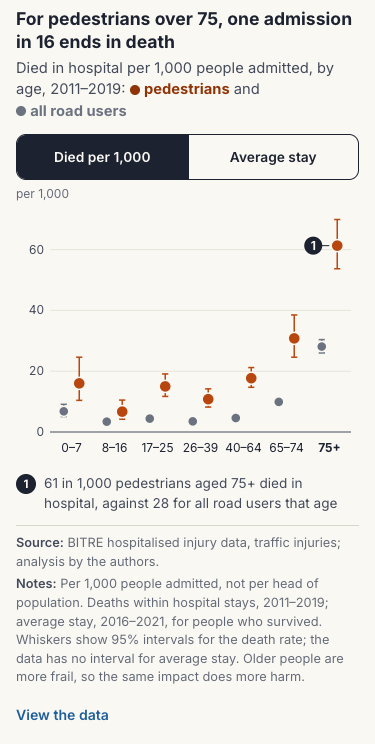 For pedestrians over 75, one admission
in 16 ends in death
Died in hospital per 1,000 people admitted, by
age, 2011–2019: pedestrians and
all road users
Died per 1,000
Average stay
per 1,000
60
40
20
0
1
0–7 8–16 17–25 26–39 40–64 65–74 75+
1 61 in 1,000 pedestrians aged 75+ died in
hospital, against 28 for all road users that age
Source: BITRE hospitalised injury data, traffic injuries;
analysis by the authors.
Notes: Per 1,000 people admitted, not per head of
population. Deaths within hospital stays, 2011–2019;
average stay, 2016–2021, for people who survived.
Whiskers show 95% intervals for the death rate; the
data has no interval for average stay. Older people are
more frail, so the same impact does more harm.
View the data